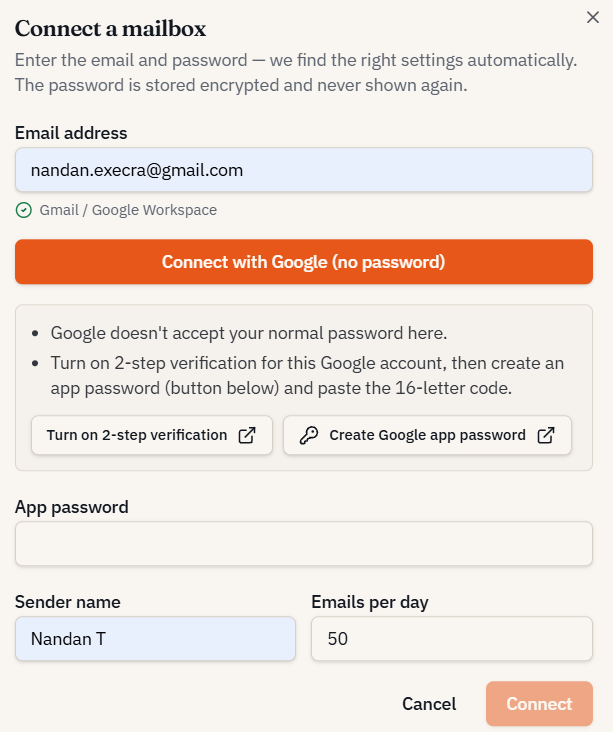 Connect a mailbox
Enter the email and password — we find the right settings automatically.
The password is stored encrypted and never shown again.
Email address
nandan.execra@gmail.com
Gmail / Google Workspace
Connect with Google (no password)
• Google doesn't accept your normal password here.
• Turn on 2-step verification for this Google account, then create an
app password (button below) and paste the 16-letter code.
Turn on 2-step verification
Create Google app password
App password
Sender name
Emails per day
Nandan T
50
Cancel
Connect